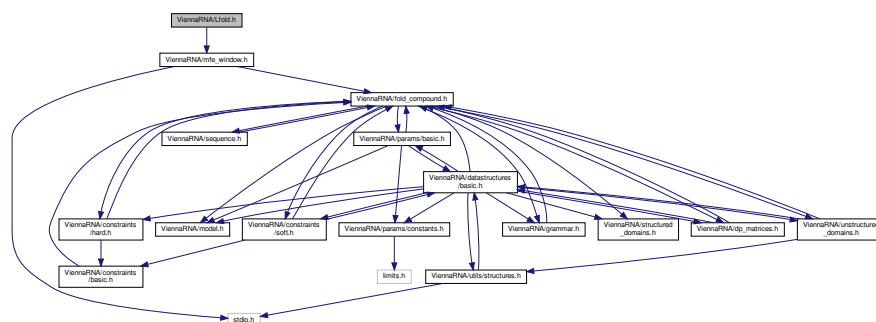 ViennaRNA/Lfold.h
ViennaRNA/mfe_window.h
ViennaRNA/fold_compound.h
ViennaRNA/sequence.h
ViennaRNA/params/basic.h
ViennaRNA/datastructures
/basic.h
ViennaRNA/constraints
/hard.h
ViennaRNA/model.h
ViennaRNA/constraints
/soft.h
ViennaRNA/params/constants.h
ViennaRNA/grammar.h
ViennaRNA/structured
_domains.h
ViennaRNA/dp_matrices.h
ViennaRNA/unstructured
_domains.h
ViennaRNA/constraints
/basic.h
limits.h
ViennaRNA/utils/structures.h
stdio.h